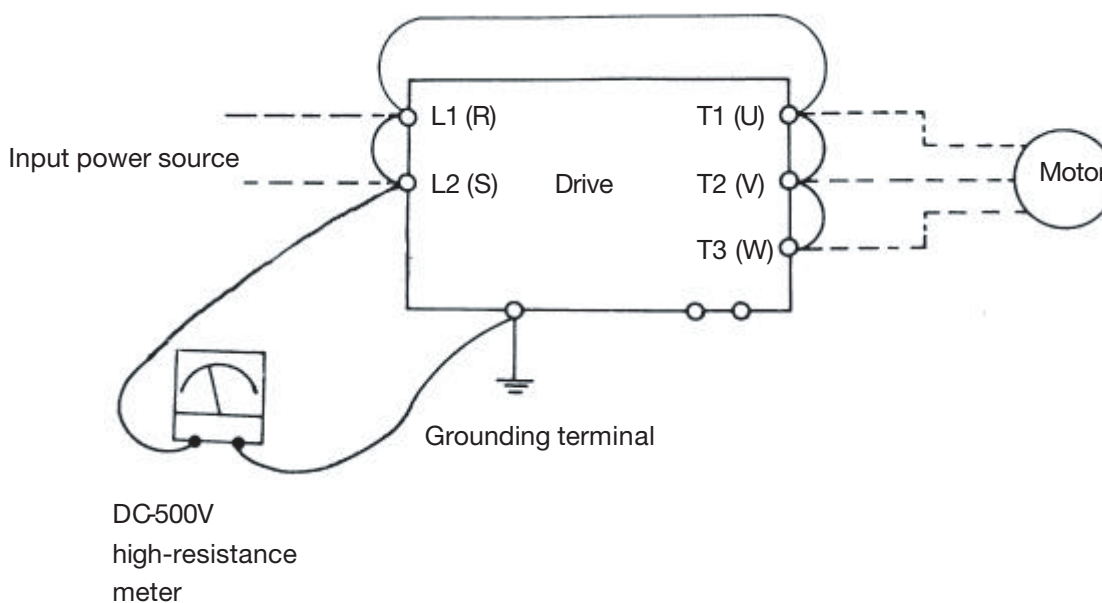 L1 (R)
T1 (U)
Input power source
L2 (S)
Drive
T2 (V)
Motor
T3 (W)
Grounding terminal
DC-500V
high-resistance
meter